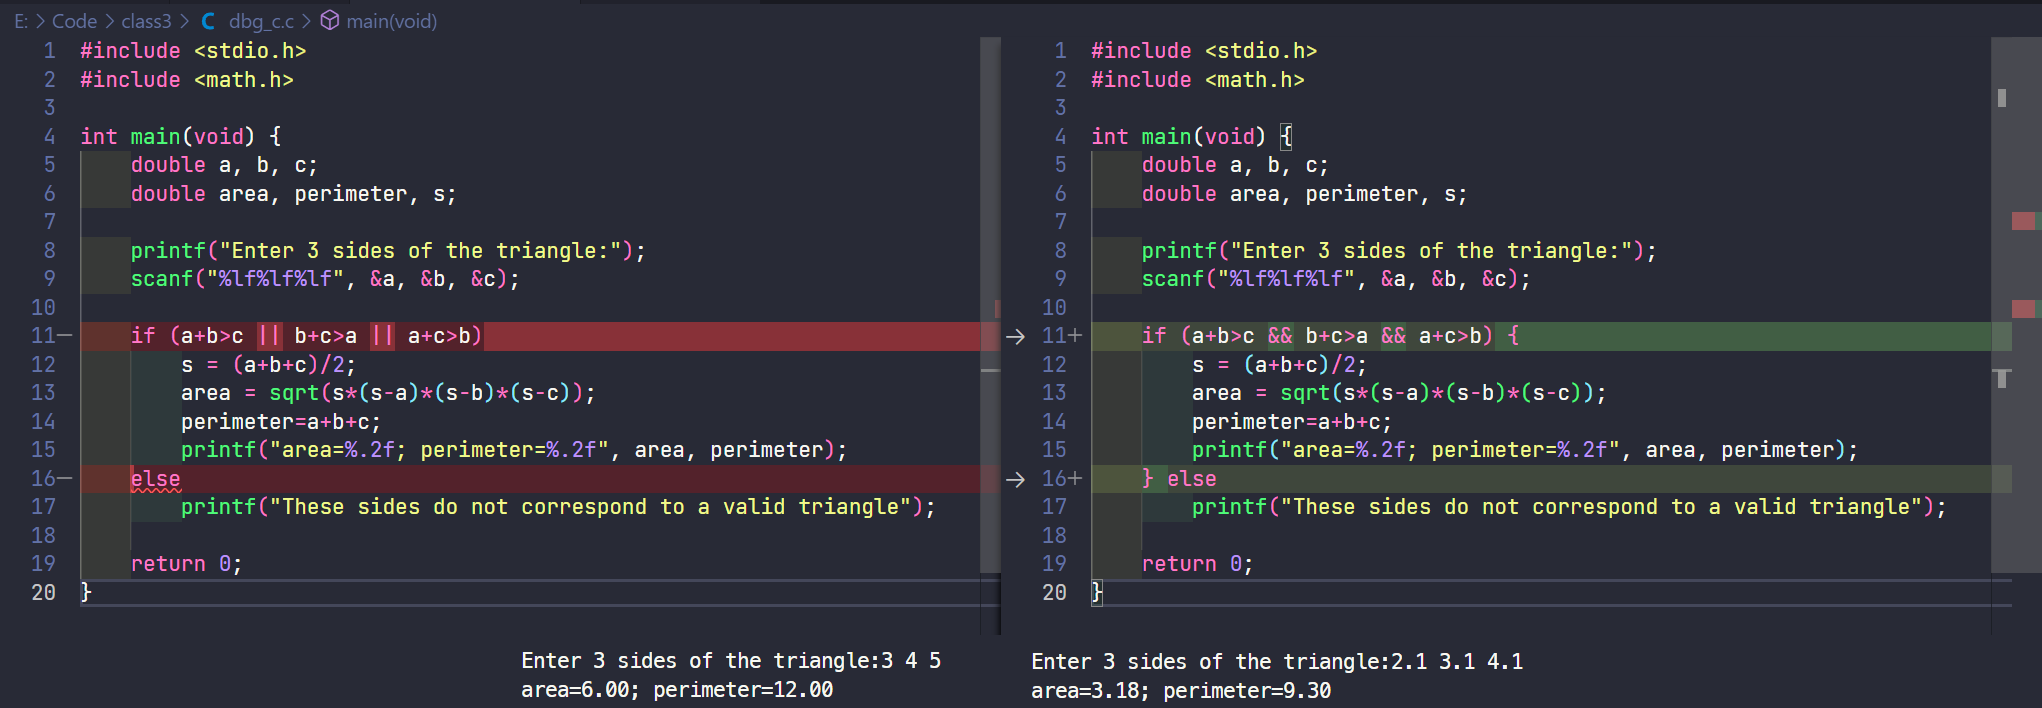 E: > Code > class3 > C dbg_c.c > main(void)
1 #include <stdio.h>
2 #include <math.h>
3
4 int main(void) {
5     double a, b, c;
6     double area, perimeter, s;
7
8     printf("Enter 3 sides of the triangle:");
9     scanf("%lf%lf%lf", &a, &b, &c);
10
11—     if (a+b>c || b+c>a || a+c>b)
12         s = (a+b+c)/2;
13         area = sqrt(s*(s-a)*(s-b)*(s-c));
14         perimeter=a+b+c;
15         printf("area=%.2f; perimeter=%.2f", area, perimeter);
16—     else
17         printf("These sides do not correspond to a valid triangle");
18
19     return 0;
20 }
1 #include <stdio.h>
2 #include <math.h>
3
4 int main(void) {
5     double a, b, c;
6     double area, perimeter, s;
7
8     printf("Enter 3 sides of the triangle:");
9     scanf("%lf%lf%lf", &a, &b, &c);
10
→ 11+     if (a+b>c && b+c>a && a+c>b) {
12         s = (a+b+c)/2;
13         area = sqrt(s*(s-a)*(s-b)*(s-c));
14         perimeter=a+b+c;
15         printf("area=%.2f; perimeter=%.2f", area, perimeter);
→ 16+     } else
17         printf("These sides do not correspond to a valid triangle");
18
19     return 0;
20 }
Enter 3 sides of the triangle:3 4 5
area=6.00; perimeter=12.00
Enter 3 sides of the triangle:2.1 3.1 4.1
area=3.18; perimeter=9.30